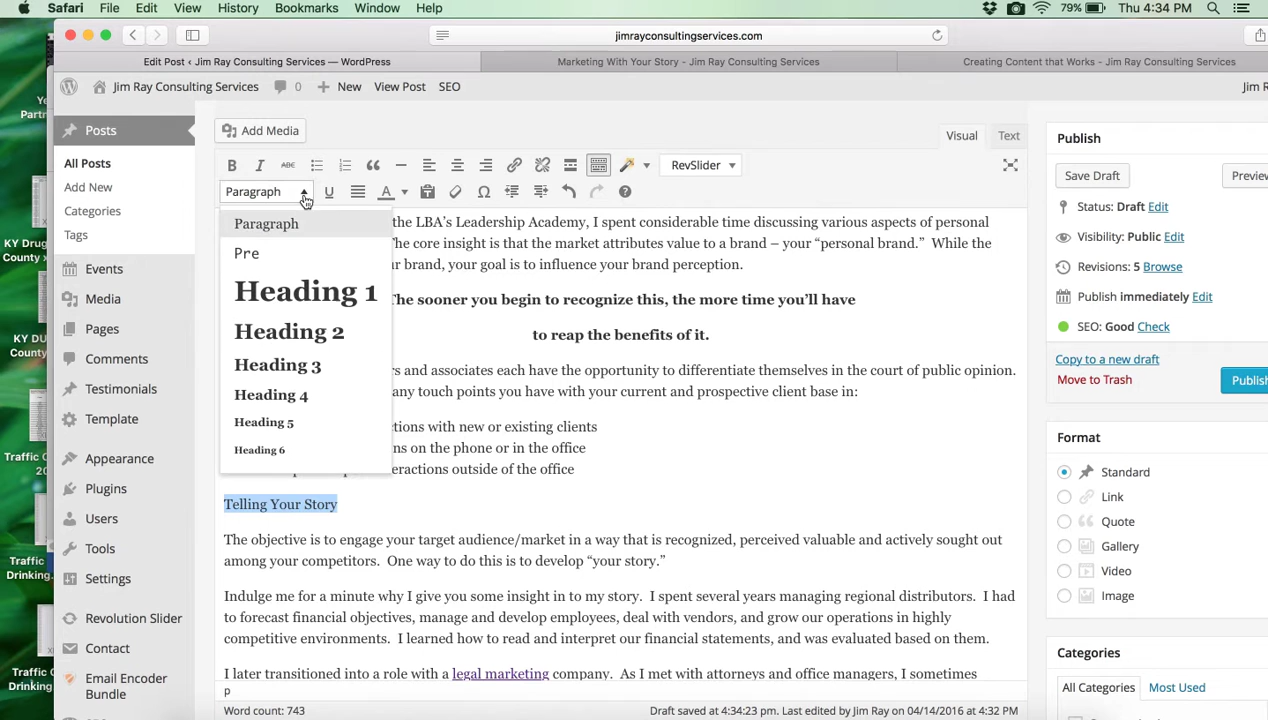 Safari File Edit View History Bookmarks Window Help 79% Thu 4:34 PM
jimrayconsultingservices.com
Edit Post ‹ Jim Ray Consulting Services — WordPress
Marketing With Your Story - Jim Ray Consulting Services
Creating Content that Works - Jim Ray Consulting Services
Jim Ray Consulting Services 0 New View Post SEO Jim R
Posts
All Posts
Add New
Categories
Tags
Events
Media
Pages
Comments
Testimonials
Template
Appearance
Plugins
Users
Tools
Settings
Revolution Slider
Contact
Email Encoder
Bundle
Add Media
Visual Text
B I ABC RevSlider
Paragraph U A Ω
Paragraph
Pre
Heading 1
Heading 2
Heading 3
Heading 4
Heading 5
Heading 6
the LBA’s Leadership Academy, I spent considerable time discussing various aspects of personal
he core insight is that the market attributes value to a brand – your “personal brand.” While the
r brand, your goal is to influence your brand perception.
The sooner you begin to recognize this, the more time you’ll have
to reap the benefits of it.
rs and associates each have the opportunity to differentiate themselves in the court of public opinion.
any touch points you have with your current and prospective client base in:
ctions with new or existing clients
ns on the phone or in the office
eractions outside of the office
Telling Your Story
The objective is to engage your target audience/market in a way that is recognized, perceived valuable and actively sought out
among your competitors. One way to do this is to develop “your story.”
Indulge me for a minute why I give you some insight in to my story. I spent several years managing regional distributors. I had
to forecast financial objectives, manage and develop employees, deal with vendors, and grow our operations in highly
competitive environments. I learned how to read and interpret our financial statements, and was evaluated based on them.
I later transitioned into a role with a legal marketing company. As I met with attorneys and office managers, I sometimes
p
Word count: 743
Draft saved at 4:34:23 pm. Last edited by Jim Ray on 04/14/2016 at 4:32 PM
Publish
Save Draft Preview
Status: Draft Edit
Visibility: Public Edit
Revisions: 5 Browse
Publish immediately Edit
SEO: Good Check
Copy to a new draft
Move to Trash
Publish
Format
Standard
Link
Quote
Gallery
Video
Image
Categories
All Categories Most Used
KY Drug
County x
KY DU
County
Traffic C
20
Traffic
Drinking.
Traffic
Drinking.